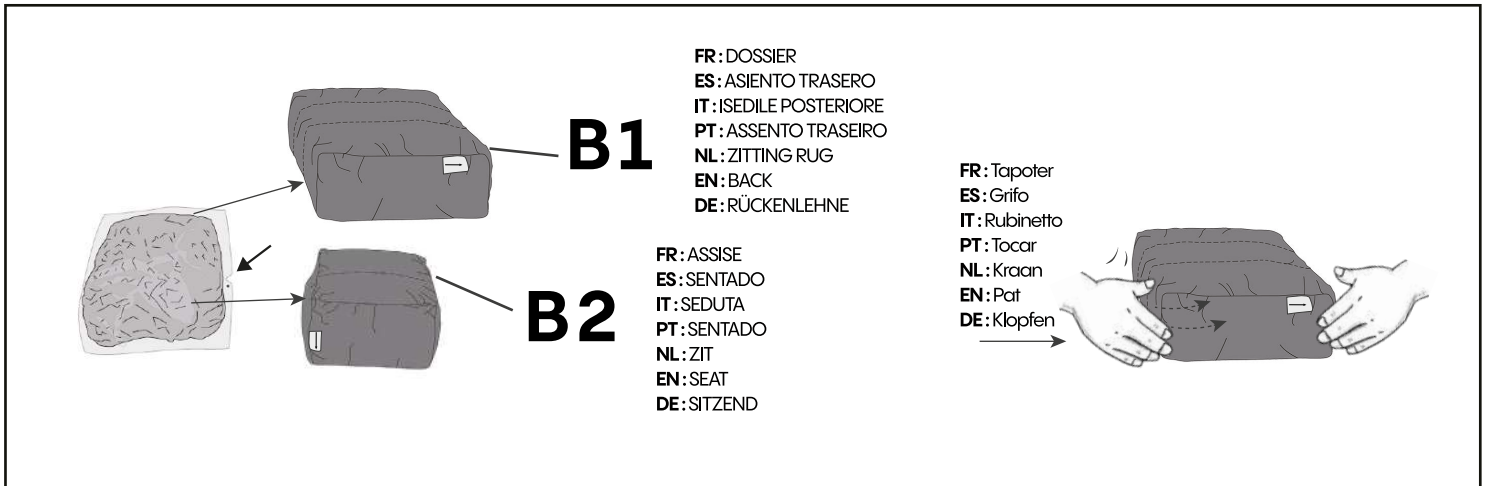 B1
FR: DOSSIER
ES: ASIENTO TRASERO
IT: ISEDILE POSTERIORE
PT: ASSENTO TRASEIRO
NL: ZITTING RUG
EN: BACK
DE: RÜCKENLEHNE
B2
FR: ASSISE
ES: SENTADO
IT: SEDUTA
PT: SENTADO
NL: ZIT
EN: SEAT
DE: SITZEND
FR: Tapoter
ES: Grifo
IT: Rubinetto
PT: Tocar
NL: Kraan
EN: Pat
DE: Klopfen